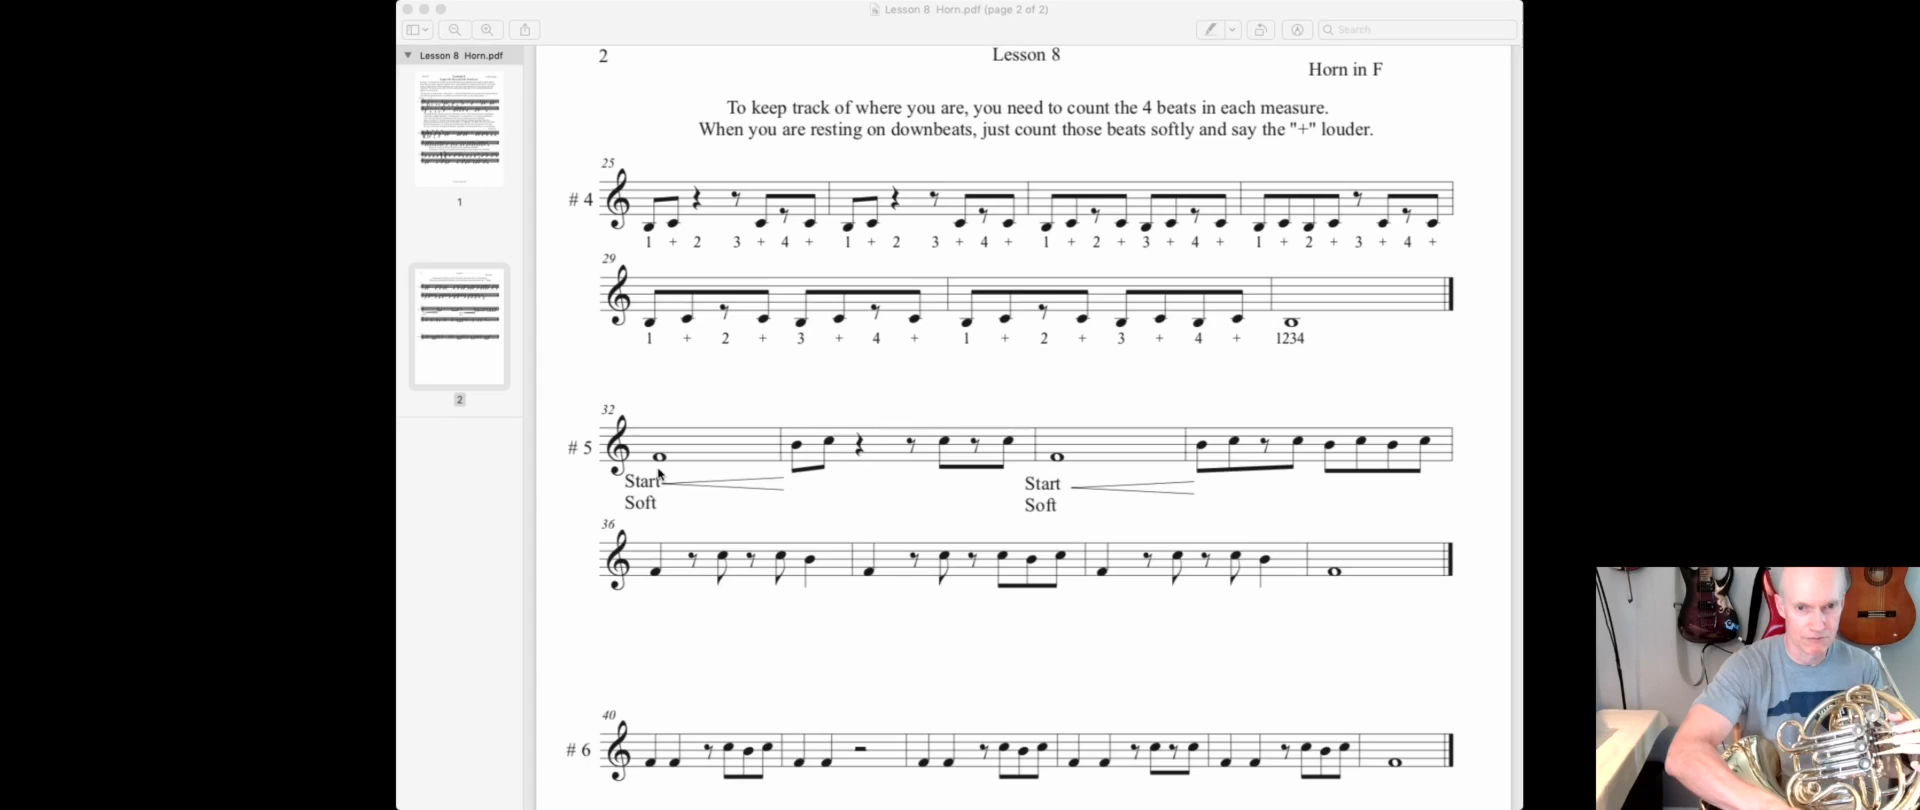 Lesson 8 Horn.pdf (page 2 of 2)
Search
Lesson 8 Horn.pdf
1
2
2
Lesson 8
Horn in F
To keep track of where you are, you need to count the 4 beats in each measure.
When you are resting on downbeats, just count those beats softly and say the "+" louder.
25
# 4
1 + 2 3 + 4 + 1 + 2 3 + 4 + 1 + 2 + 3 + 4 + 1 + 2 + 3 + 4 +
29
1 + 2 + 3 + 4 + 1 + 2 + 3 + 4 + 1234
32
# 5
Start Start
Soft Soft
36
40
# 6